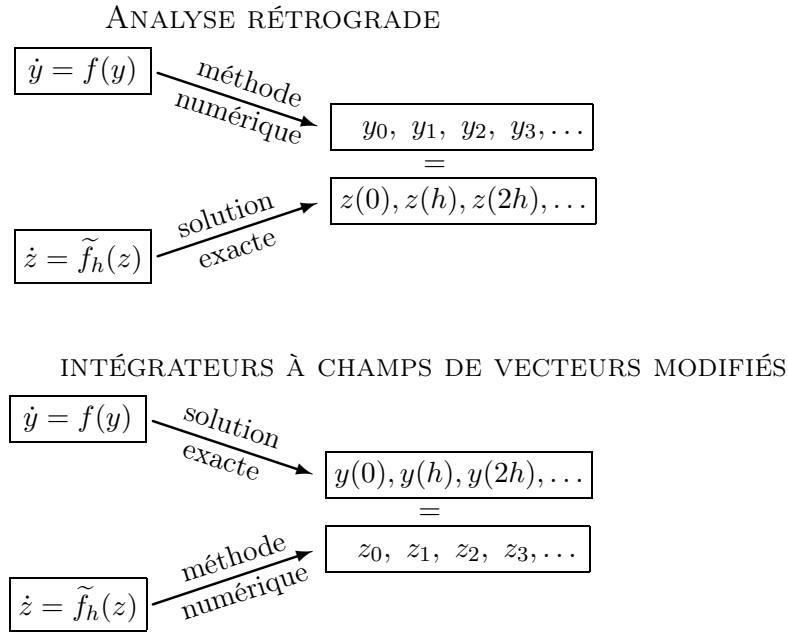 ANALYSE RÉTROGRADE
ẏ = f(y)
méthode
numérique
y₀, y₁, y₂, y₃, …
=
z(0), z(h), z(2h), …
solution
exacte
ż = f̃ₕ(z)
INTÉGRATEURS À CHAMPS DE VECTEURS MODIFIÉS
ẏ = f(y)
solution
exacte
y(0), y(h), y(2h), …
=
z₀, z₁, z₂, z₃, …
méthode
numérique
ż = f̃ₕ(z)